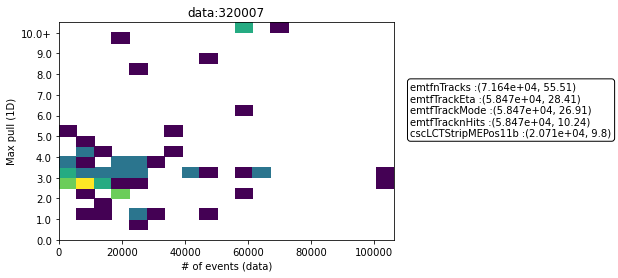 data:320007
10.0+
9.0
8.0
7.0
6.0
5.0
4.0
3.0
2.0
1.0
0.0
Max pull (1D)
0
20000
40000
60000
80000
100000
# of events (data)
emtfnTracks :(7.164e+04, 55.51)
emtfTrackEta :(5.847e+04, 28.41)
emtfTrackMode :(5.847e+04, 26.91)
emtfTracknHits :(5.847e+04, 10.24)
cscLCTStripMEPos11b :(2.071e+04, 9.8)